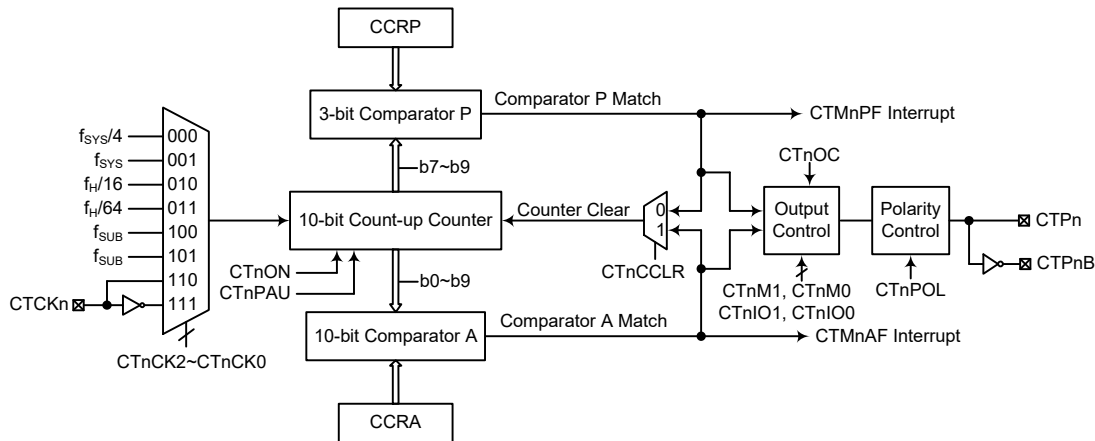 CCRP
3-bit Comparator P
Comparator P Match
CTMnPF Interrupt
fSYS/4
000
fSYS
001
fH/16
010
fH/64
011
fSUB
100
fSUB
101
110
111
CTCKn
CTnCK2~CTnCK0
b7~b9
10-bit Count-up Counter
Counter Clear
0
1
CTnCCLR
CTnON
CTnPAU
b0~b9
CTnOC
Output
Control
CTnM1, CTnM0
CTnIO1, CTnIO0
Polarity
Control
CTnPOL
CTPn
CTPnB
10-bit Comparator A
Comparator A Match
CTMnAF Interrupt
CCRA